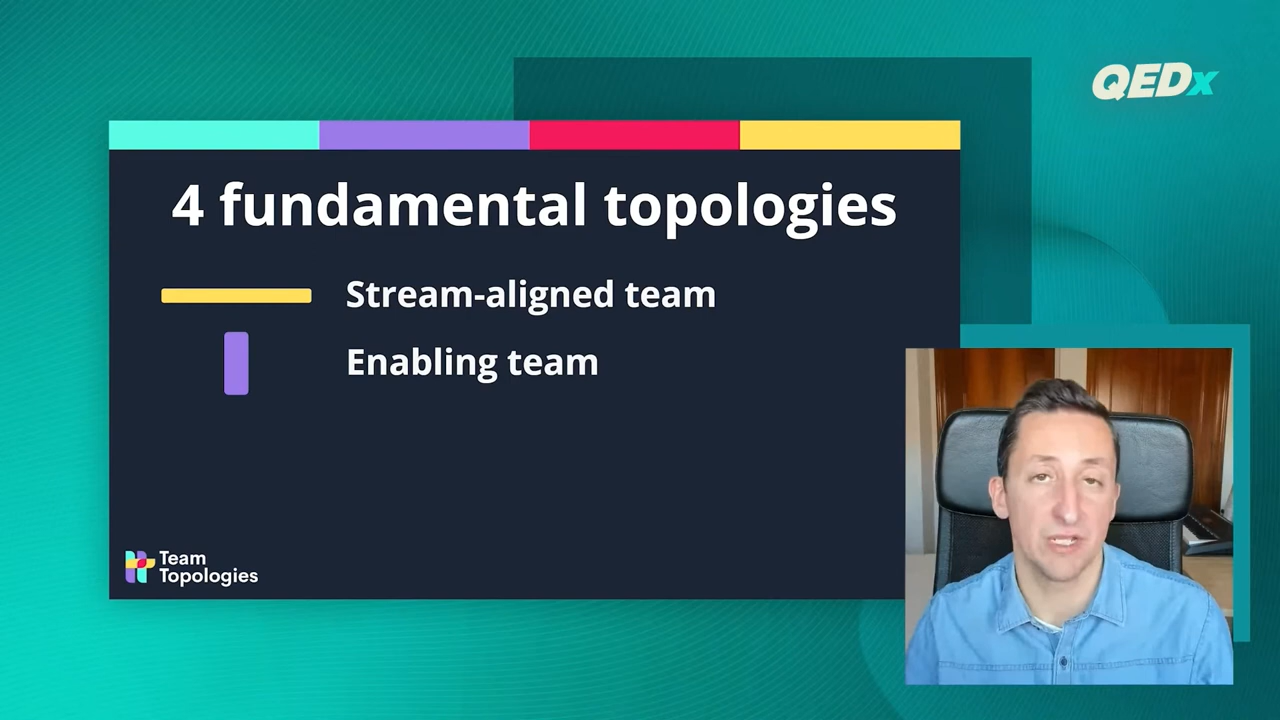 QEDx
4 fundamental topologies
Stream-aligned team
Enabling team
Team
Topologies